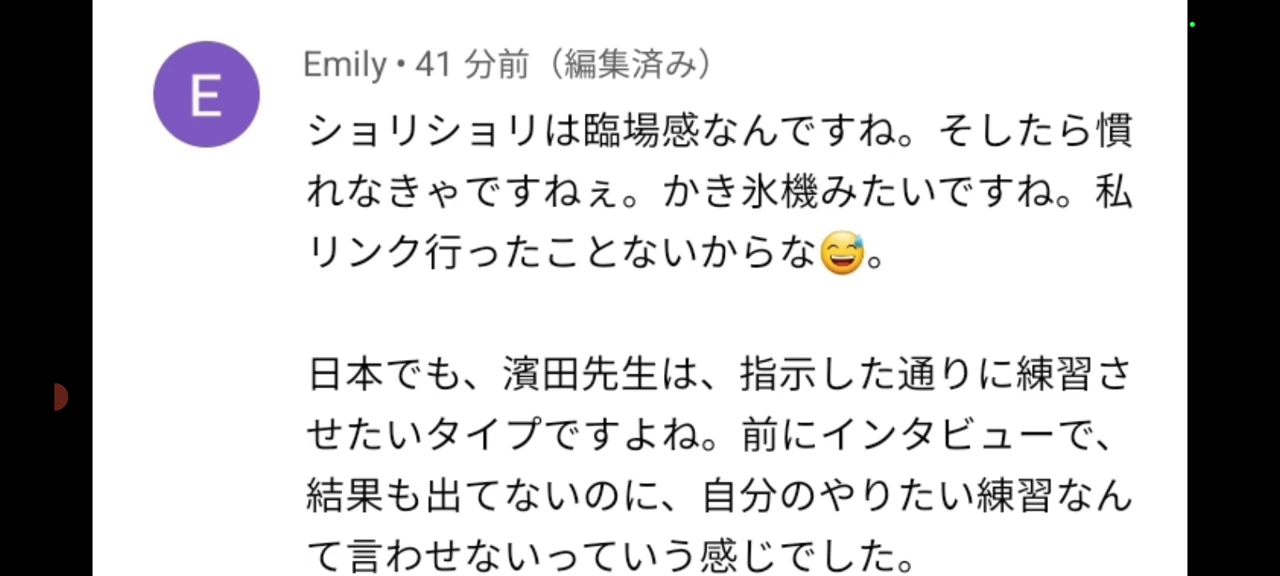 E
Emily • 41 分前（編集済み）
ショリショリは臨場感なんですね。そしたら慣
れなきゃですねぇ。かき氷機みたいですね。私
リンク行ったことないからな😅。
日本でも、濱田先生は、指示した通りに練習さ
せたいタイプですよね。前にインタビューで、
結果も出てないのに、自分のやりたい練習なん
て言わせないっていう感じでした。